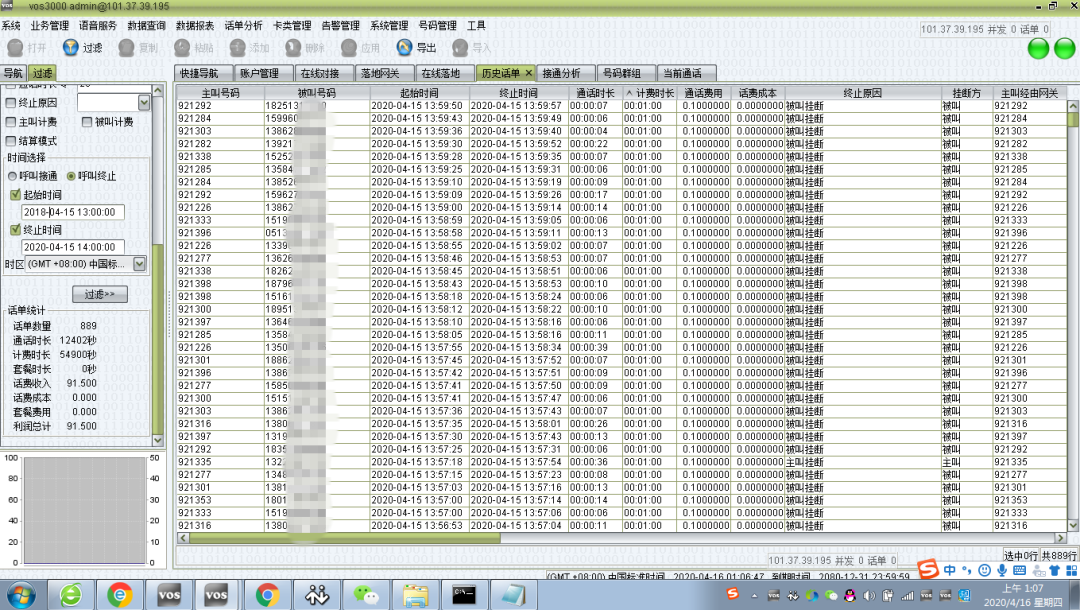 vos3000 admin@101.37.39.195
系统 业务管理 语音服务 数据查询 数据报表 话单分析 卡类管理 告警管理 系统管理 号码管理 工具
打开 过滤 复制 粘贴 添加 删除 应用 导出 导入
101.37.39.195 并发 0 话单 0
导航 过滤
快捷导航 账户管理 在线对接 落地网关 在线落地 历史话单 接通分析 号码群组 当前通话
终止原因
主叫计费 被叫计费
结算模式
时间选择
呼叫接通 呼叫终止
起始时间
2018-04-15 13:00:00
终止时间
2020-04-15 14:00:00
时区 (GMT +08:00) 中国标...
过滤>>
话单统计
话单数量 889
通话时长 12402秒
计费时长 54900秒
套餐时长 0秒
话费收入 91.500
话费成本 0.000
套餐费用 0.000
利润总计 91.500
100 80 60 40 20 0
50 40 30 20 10 0
主叫号码 被叫号码 起始时间 终止时间 通话时长 计费时长 通话费用 话费成本 终止原因 挂断方 主叫经由网关
921292 182513 2020-04-15 13:59:50 2020-04-15 13:59:57 00:00:07 00:01:00 0.1000000 0.0000000 被叫挂断 被叫 921292
921284 159960 2020-04-15 13:59:43 2020-04-15 13:59:49 00:00:06 00:01:00 0.1000000 0.0000000 被叫挂断 被叫 921284
921303 138628 2020-04-15 13:59:36 2020-04-15 13:59:40 00:00:04 00:01:00 0.1000000 0.0000000 被叫挂断 被叫 921303
921282 13921 2020-04-15 13:59:30 2020-04-15 13:59:52 00:00:22 00:01:00 0.1000000 0.0000000 被叫挂断 被叫 921282
921338 15252 2020-04-15 13:59:28 2020-04-15 13:59:35 00:00:07 00:01:00 0.1000000 0.0000000 被叫挂断 被叫 921338
921285 13584 2020-04-15 13:59:25 2020-04-15 13:59:31 00:00:06 00:01:00 0.1000000 0.0000000 被叫挂断 被叫 921285
921284 138526 2020-04-15 13:59:10 2020-04-15 13:59:19 00:00:09 00:01:00 0.1000000 0.0000000 被叫挂断 被叫 921284
921292 159627 2020-04-15 13:59:09 2020-04-15 13:59:26 00:00:17 00:01:00 0.1000000 0.0000000 被叫挂断 被叫 921292
921226 13862 2020-04-15 13:59:00 2020-04-15 13:59:14 00:00:14 00:01:00 0.1000000 0.0000000 被叫挂断 被叫 921226
921333 1519 2020-04-15 13:58:59 2020-04-15 13:59:05 00:00:06 00:01:00 0.1000000 0.0000000 被叫挂断 被叫 921333
921396 0513 2020-04-15 13:58:58 2020-04-15 13:59:11 00:00:13 00:01:00 0.1000000 0.0000000 被叫挂断 被叫 921396
921226 1339 2020-04-15 13:58:55 2020-04-15 13:59:02 00:00:07 00:01:00 0.1000000 0.0000000 被叫挂断 被叫 921226
921277 13626 2020-04-15 13:58:46 2020-04-15 13:58:53 00:00:07 00:01:00 0.1000000 0.0000000 被叫挂断 被叫 921277
921338 18262 2020-04-15 13:58:45 2020-04-15 13:58:51 00:00:06 00:01:00 0.1000000 0.0000000 被叫挂断 被叫 921338
921398 18796 2020-04-15 13:58:43 2020-04-15 13:58:53 00:00:10 00:01:00 0.1000000 0.0000000 被叫挂断 被叫 921398
921398 15161 2020-04-15 13:58:18 2020-04-15 13:58:24 00:00:06 00:01:00 0.1000000 0.0000000 被叫挂断 被叫 921398
921300 18951 2020-04-15 13:58:12 2020-04-15 13:58:22 00:00:10 00:01:00 0.1000000 0.0000000 被叫挂断 被叫 921300
921397 1364 2020-04-15 13:58:10 2020-04-15 13:58:16 00:00:06 00:01:00 0.1000000 0.0000000 被叫挂断 被叫 921397
921285 1358 2020-04-15 13:58:05 2020-04-15 13:58:16 00:00:11 00:01:00 0.1000000 0.0000000 被叫挂断 被叫 921285
921226 1350 2020-04-15 13:57:55 2020-04-15 13:58:34 00:00:39 00:01:00 0.1000000 0.0000000 被叫挂断 被叫 921226
921301 1886 2020-04-15 13:57:45 2020-04-15 13:57:52 00:00:07 00:01:00 0.1000000 0.0000000 被叫挂断 被叫 921301
921396 1386 2020-04-15 13:57:42 2020-04-15 13:57:51 00:00:09 00:01:00 0.1000000 0.0000000 被叫挂断 被叫 921396
921277 1585 2020-04-15 13:57:41 2020-04-15 13:57:50 00:00:09 00:01:00 0.1000000 0.0000000 被叫挂断 被叫 921277
921300 1515 2020-04-15 13:57:41 2020-04-15 13:57:47 00:00:06 00:01:00 0.1000000 0.0000000 被叫挂断 被叫 921300
921303 1386 2020-04-15 13:57:36 2020-04-15 13:57:43 00:00:07 00:01:00 0.1000000 0.0000000 被叫挂断 被叫 921303
921316 1380 2020-04-15 13:57:35 2020-04-15 13:58:01 00:00:26 00:01:00 0.1000000 0.0000000 被叫挂断 被叫 921316
921397 1319 2020-04-15 13:57:30 2020-04-15 13:57:43 00:00:13 00:01:00 0.1000000 0.0000000 被叫挂断 被叫 921397
921292 1835 2020-04-15 13:57:25 2020-04-15 13:57:31 00:00:06 00:01:00 0.1000000 0.0000000 被叫挂断 被叫 921292
921335 132 2020-04-15 13:57:18 2020-04-15 13:57:54 00:00:36 00:01:00 0.1000000 0.0000000 主叫挂断 主叫 921335
921277 1348 2020-04-15 13:57:15 2020-04-15 13:57:23 00:00:08 00:01:00 0.1000000 0.0000000 被叫挂断 被叫 921277
921301 1381 2020-04-15 13:57:03 2020-04-15 13:57:16 00:00:13 00:01:00 0.1000000 0.0000000 被叫挂断 被叫 921301
921353 1801 2020-04-15 13:57:00 2020-04-15 13:57:14 00:00:14 00:01:00 0.1000000 0.0000000 被叫挂断 被叫 921353
921333 1519 2020-04-15 13:57:00 2020-04-15 13:57:06 00:00:06 00:01:00 0.1000000 0.0000000 被叫挂断 被叫 921333
921316 1380 2020-04-15 13:56:53 2020-04-15 13:57:04 00:00:11 00:01:00 0.1000000 0.0000000 被叫挂断 被叫 921316
101.37.39.195 并发 0 话单 0
选中0行 共889行
(GMT +08:00) 中国标准时间 2020-04-16 01:06:47 到期时间 2080-12-31 23:59:59
中
上午 1:07
2020/4/16 星期四